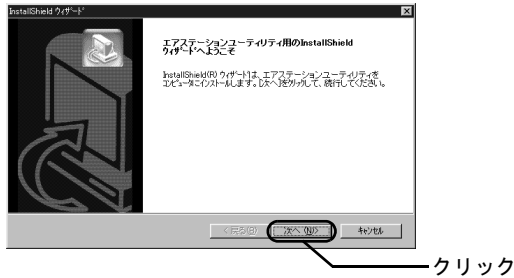 InstallShield ウィザード
エアステーションユーティリティ用のInstallShield
ウィザードへようこそ
InstallShield(R) ウィザードは、エアステーションユーティリティを
コンピュータにインストールします。[次へ]をクリックして、続行してください。
< 戻る(B)
次へ(N)>
キャンセル
クリック